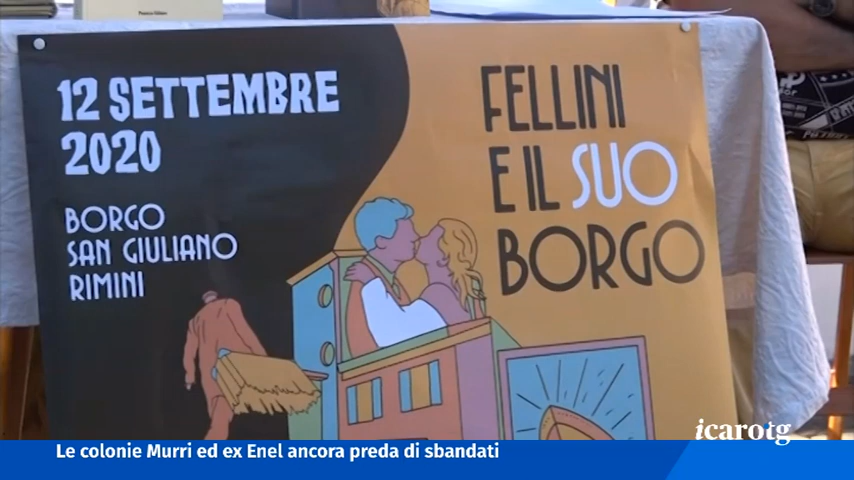 12 SETTEMBRE
2020
BORGO
SAN GIULIANO
RIMINI
FELLINI
E IL SUO
BORGO
icarotg
Le colonie Murri ed ex Enel ancora preda di sbandati